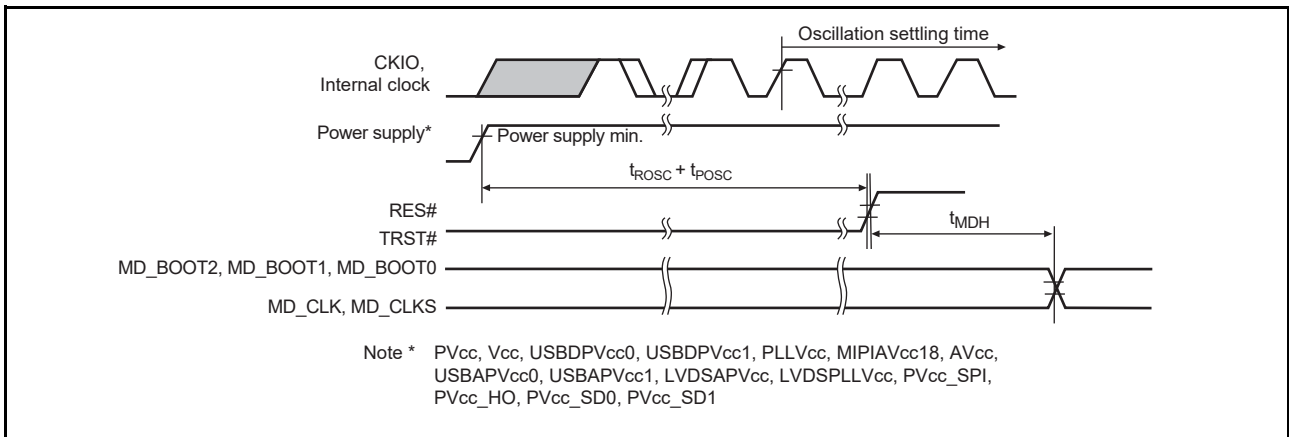 Oscillation settling time
CKIO,
Internal clock
Power supply*
Power supply min.
tROSC + tPOSC
RES#
TRST#
tMDH
MD_BOOT2, MD_BOOT1, MD_BOOT0
MD_CLK, MD_CLKS
Note * PVcc, Vcc, USBDPVcc0, USBDPVcc1, PLLVcc, MIPIAVcc18, AVcc,
USBAPVcc0, USBAPVcc1, LVDSAPVcc, LVDSPLLVcc, PVcc_SPI,
PVcc_HO, PVcc_SD0, PVcc_SD1